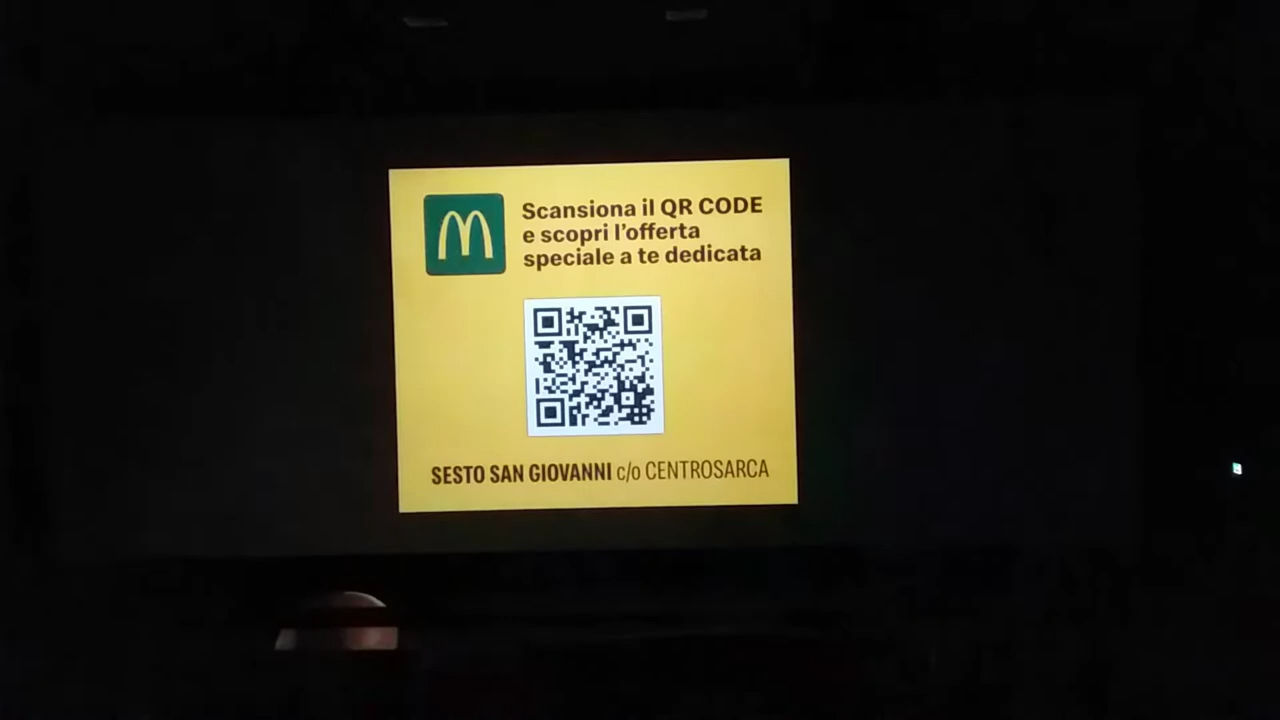 Scansiona il QR CODE
e scopri l'offerta
speciale a te dedicata
SESTO SAN GIOVANNI c/o CENTROSARCA